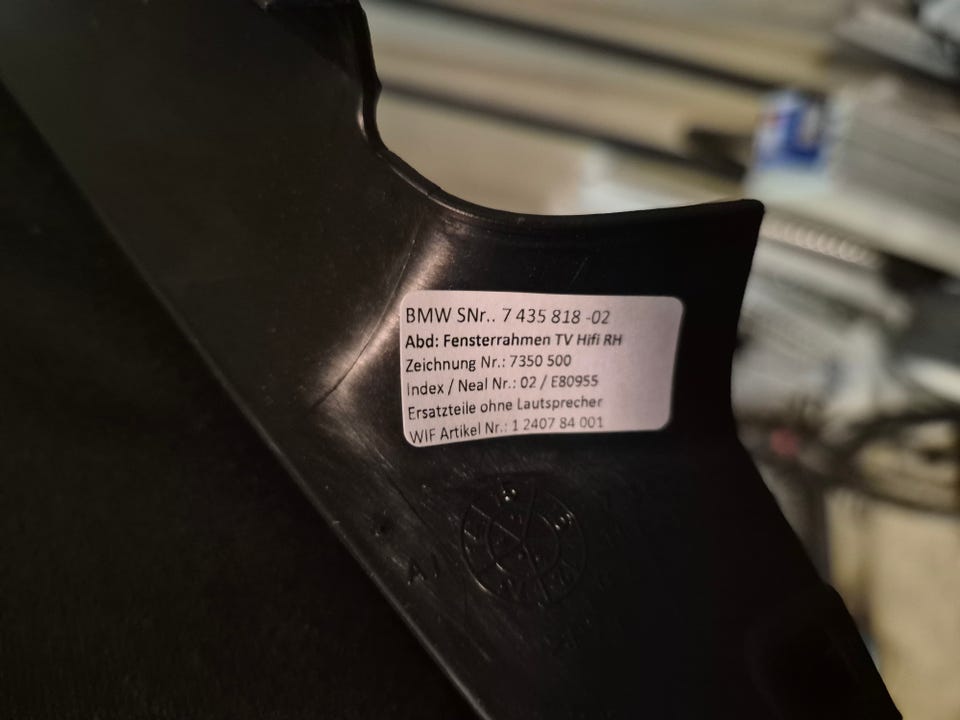 BMW SNr.. 7 435 818 -02
Abd: Fensterrahmen TV Hifi RH
Zeichnung Nr.: 7350 500
Index / Neal Nr.: 02 / E80955
Ersatzteile ohne Lautsprecher
WIF Artikel Nr.: 1 2407 84 001